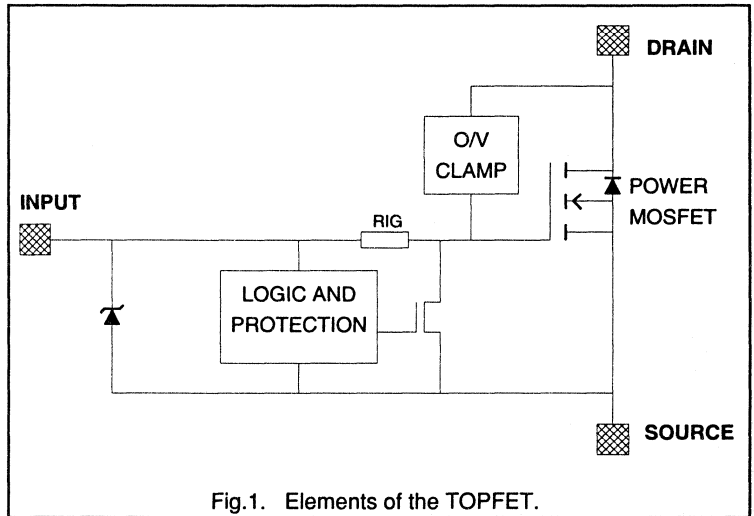 DRAIN
O/V
CLAMP
POWER
MOSFET
INPUT
RIG
LOGIC AND
PROTECTION
SOURCE
Fig.1. Elements of the TOPFET.